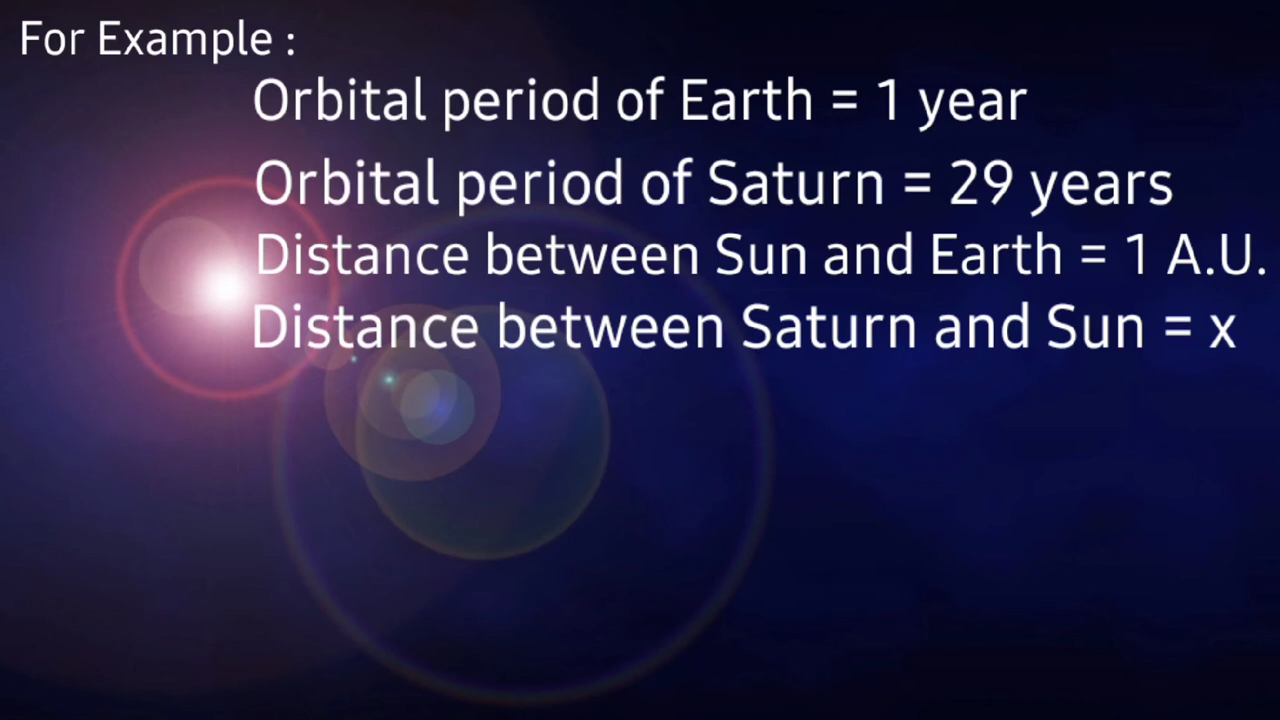 For Example :
Orbital period of Earth = 1 year
Orbital period of Saturn = 29 years
Distance between Sun and Earth = 1 A.U.
Distance between Saturn and Sun = x